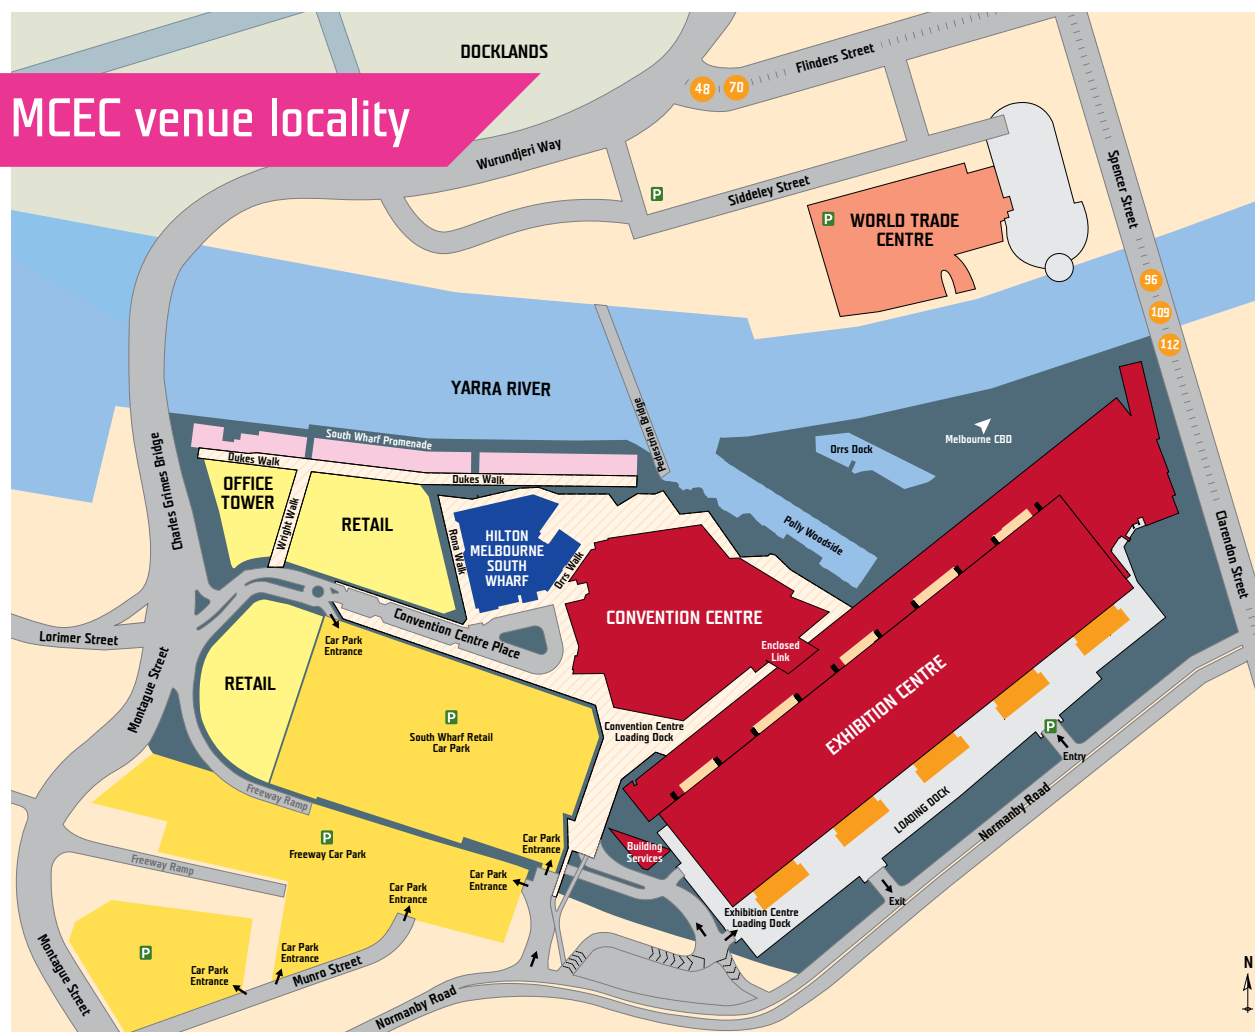 DOCKLANDS
MCEC venue locality
48
70
Flinders Street
Wurundjeri Way
Siddeley Street
Spencer Street
P
P
WORLD TRADE
CENTRE
96
109
112
YARRA RIVER
Pedestrian Bridge
South Wharf Promenade
Melbourne CBD
Orrs Dock
Dukes Walk
Dukes Walk
Charles Grimes Bridge
OFFICE
TOWER
Wright Walk
RETAIL
Rona Walk
HILTON
MELBOURNE
SOUTH
WHARF
Orrs Walk
Polly Woodside
Clarendon Street
CONVENTION CENTRE
Convention Centre Place
Lorimer Street
Car Park
Entrance
Enclosed
Link
Montague Street
RETAIL
P
South Wharf Retail
Car Park
Convention Centre
Loading Dock
EXHIBITION CENTRE
P
Entry
Freeway Ramp
LOADING DOCK
Normanby Road
P
Freeway Car Park
Car Park
Entrance
Building
Services
Freeway Ramp
Car Park
Entrance
Car Park
Entrance
Exit
Exhibition Centre
Loading Dock
P
Car Park
Entrance
Car Park
Entrance
Munro Street
Montague Street
Normanby Road
N